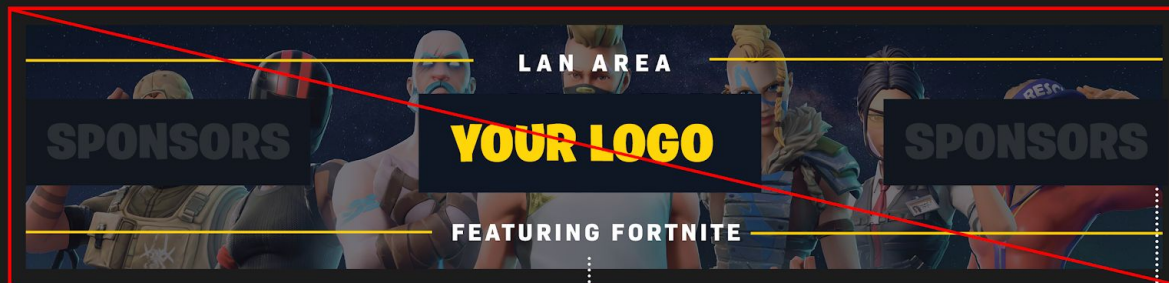 LAN AREA
SPONSORS
YOUR LOGO
SPONSORS
FEATURING FORTNITE